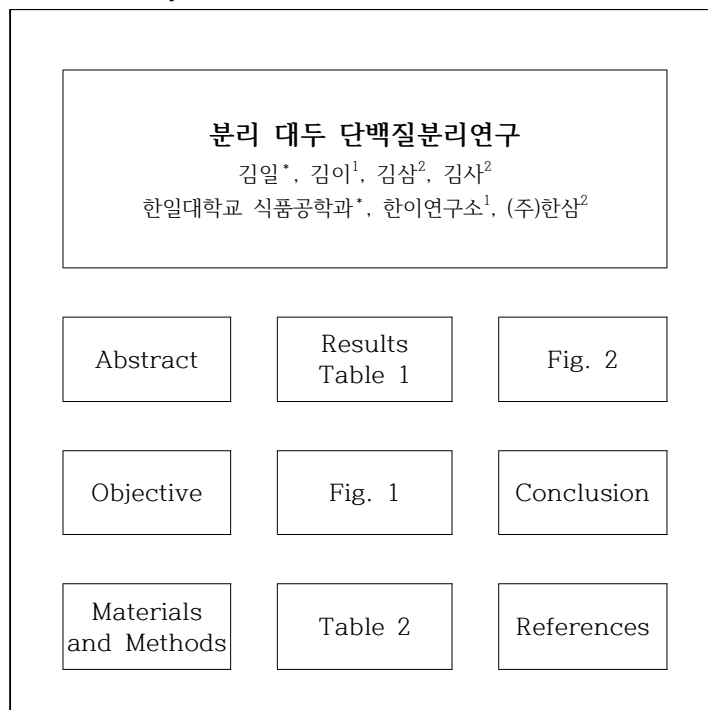 분리 대두 단백질분리연구
김일*, 김이¹, 김삼², 김사²
한일대학교 식품공학과*, 한이연구소¹, (주)한삼²
Abstract
Objective
Materials
and Methods
Results
Table 1
Fig. 1
Table 2
Fig. 2
Conclusion
References